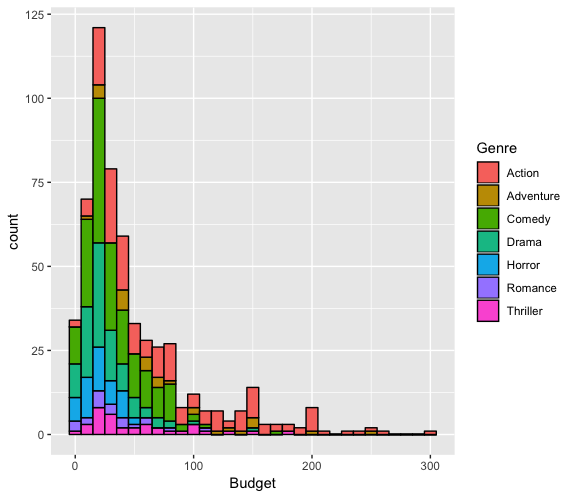 125
100
75
50
25
0
count
0
100
200
300
Budget
Genre
Action
Adventure
Comedy
Drama
Horror
Romance
Thriller